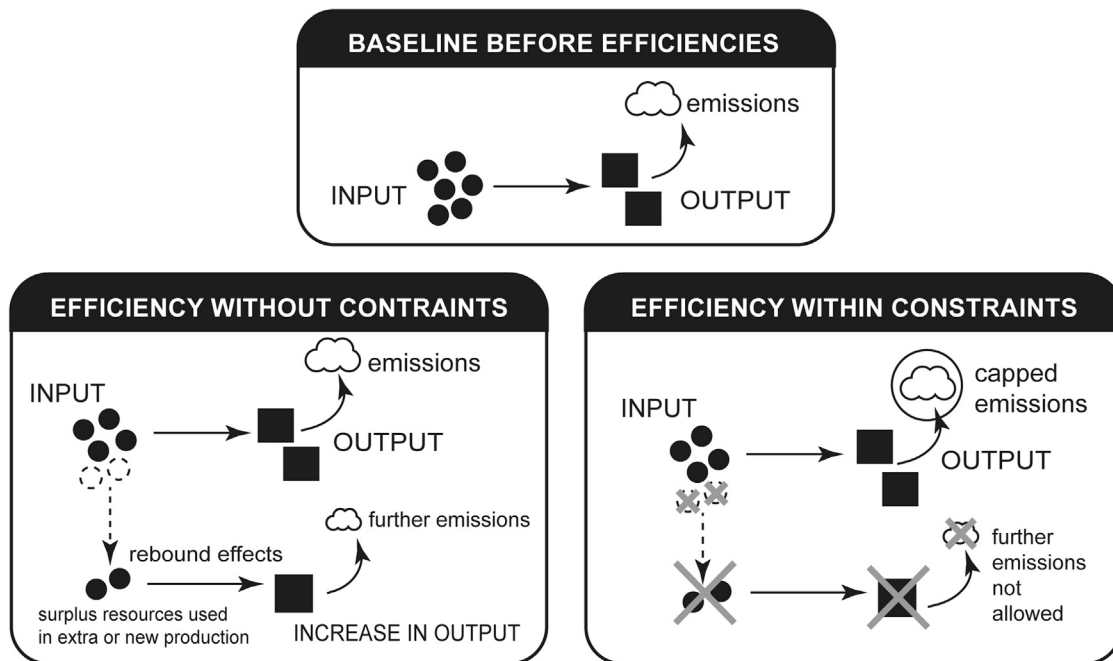 BASELINE BEFORE EFFICIENCIES
emissions
INPUT
OUTPUT
EFFICIENCY WITHOUT CONTRAINTS
emissions
INPUT
OUTPUT
further emissions
rebound effects
surplus resources used
in extra or new production
INCREASE IN OUTPUT
EFFICIENCY WITHIN CONSTRAINTS
capped
emissions
INPUT
OUTPUT
further
emissions
not
allowed